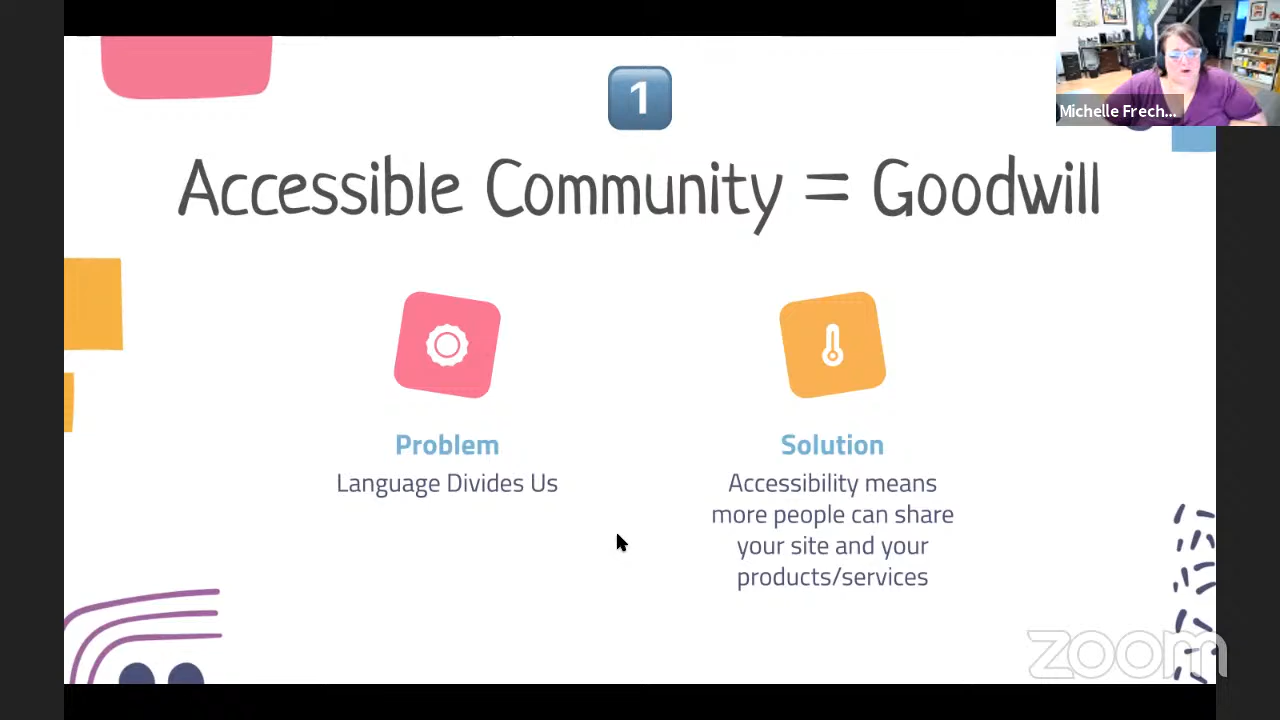 Michelle Frech...
1
Accessible Community = Goodwill
Problem
Language Divides Us
Solution
Accessibility means
more people can share
your site and your
products/services
zoom